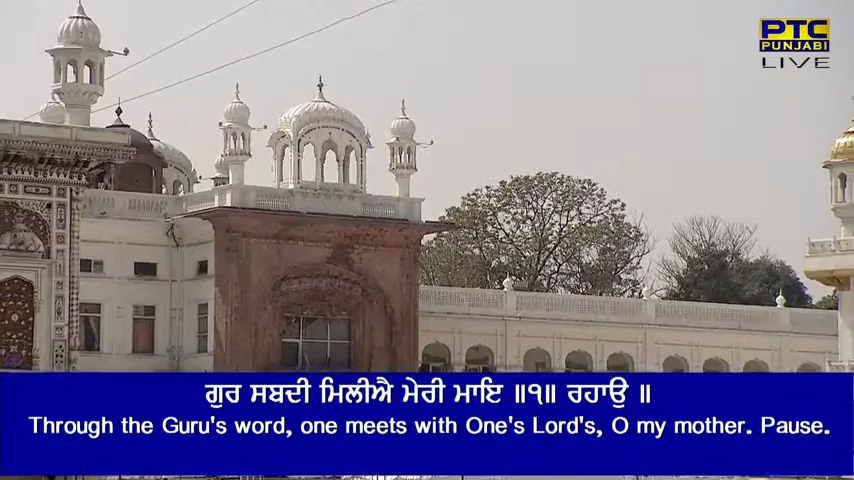 PTC
PUNJABI
LIVE
ਗੁਰ ਸਬਦੀ ਮਿਲੀਐ ਮੇਰੀ ਮਾਇ ॥੧॥ ਰਹਾਉ ॥
Through the Guru's word, one meets with One's Lord's, O my mother. Pause.